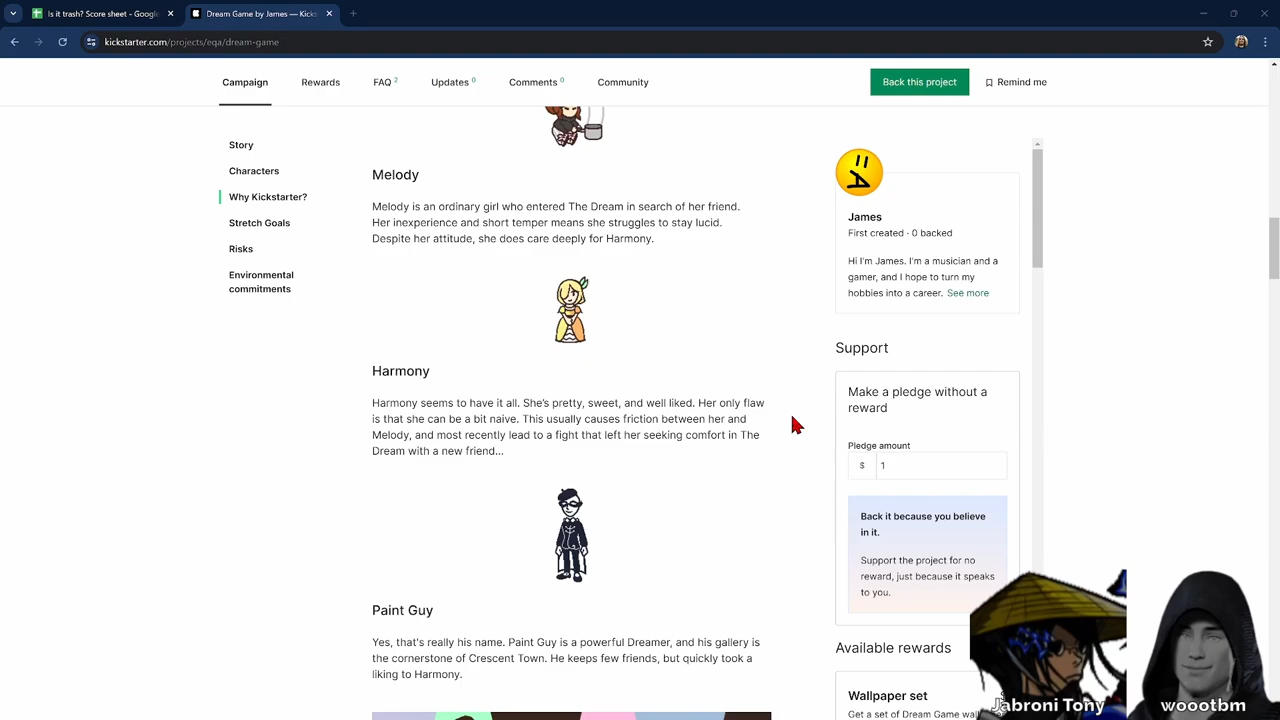 Is it trash? Score sheet - Google
Dream Game by James — Kicks
kickstarter.com/projects/eqa/dream-game
Campaign
Rewards
FAQ 2
Updates 0
Comments 0
Community
Back this project
Remind me
Story
Characters
Why Kickstarter?
Stretch Goals
Risks
Environmental
commitments
Melody
Melody is an ordinary girl who entered The Dream in search of her friend.
Her inexperience and short temper means she struggles to stay lucid.
Despite her attitude, she does care deeply for Harmony.
Harmony
Harmony seems to have it all. She's pretty, sweet, and well liked. Her only flaw
is that she can be a bit naive. This usually causes friction between her and
Melody, and most recently lead to a fight that left her seeking comfort in The
Dream with a new friend...
Paint Guy
Yes, that's really his name. Paint Guy is a powerful Dreamer, and his gallery is
the cornerstone of Crescent Town. He keeps few friends, but quickly took a
liking to Harmony.
James
First created · 0 backed
Hi I'm James. I'm a musician and a
gamer, and I hope to turn my
hobbies into a career. See more
Support
Make a pledge without a
reward
Pledge amount
$ 1
Back it because you believe
in it.
Support the project for no
reward, just because it speaks
to you.
Available rewards
Wallpaper set
Get a set of Dream Game wall
Jabroni Tony
woootbm